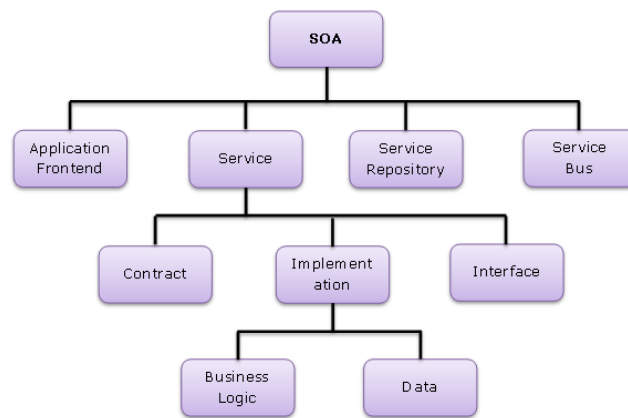 SOA
Application
Frontend
Service
Service
Repository
Service
Bus
Contract
Implement
ation
Interface
Business
Logic
Data